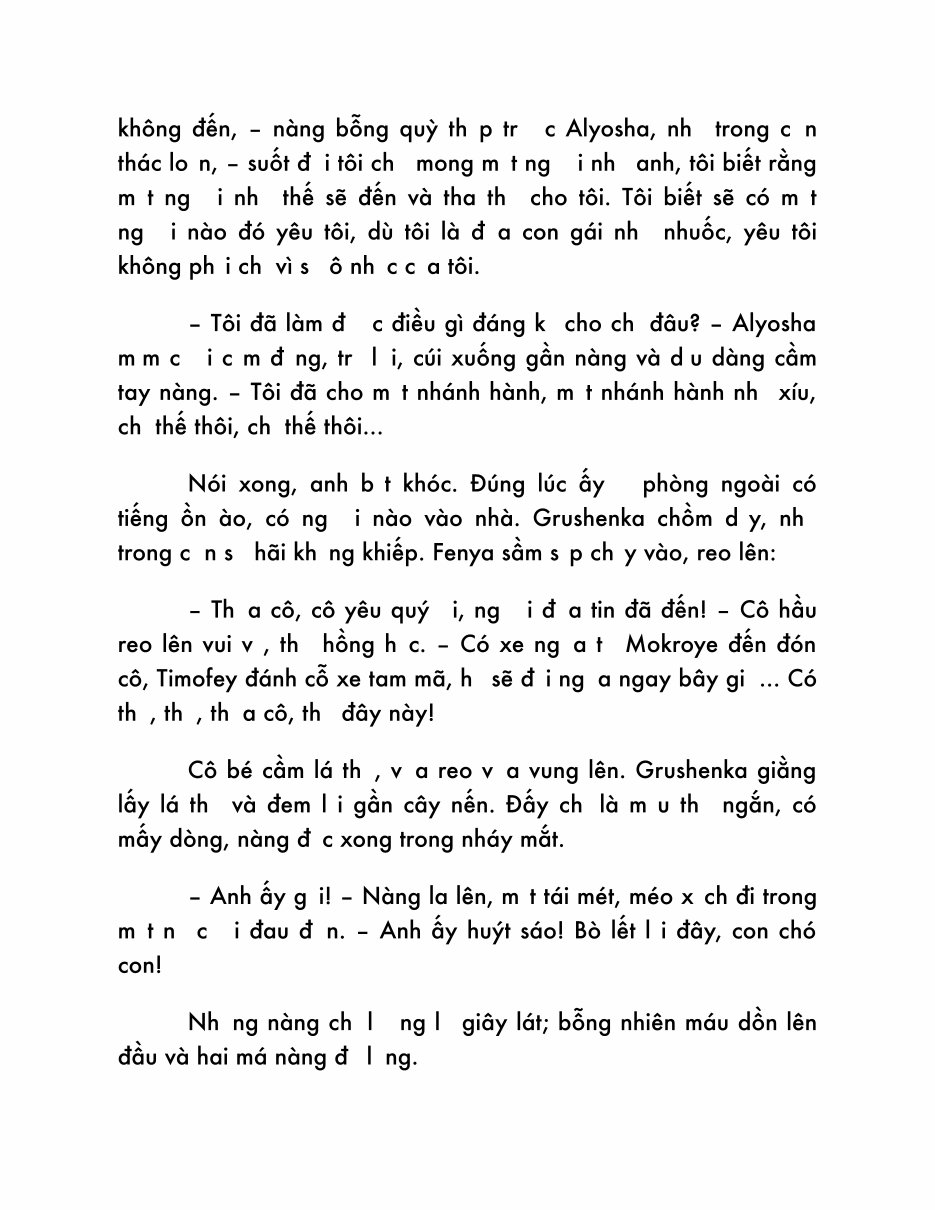 không đến, – nàng bỗng quỳ th p tr  c Alyosha, nh  trong c n
thác lo n, – suốt đ i tôi ch  mong m t ng  i nh  anh, tôi biết rằng
m t ng  i nh  thế sẽ đến và tha th  cho tôi. Tôi biết sẽ có m t
ng  i nào đó yêu tôi, dù tôi là đ a con gái nh  nhuốc, yêu tôi
không ph i ch  vì s  ô nh c c a tôi.
– Tôi đã làm đ  c điều gì đáng k  cho ch  đâu? – Alyosha
m m c  i c m đ ng, tr  l i, cúi xuống gần nàng và d u dàng cầm
tay nàng. – Tôi đã cho m t nhánh hành, m t nhánh hành nh  xíu,
ch  thế thôi, ch  thế thôi...
Nói xong, anh b t khóc. Đúng lúc ấy   phòng ngoài có
tiếng ồn ào, có ng  i nào vào nhà. Grushenka chồm d y, nh
trong c n s  hãi kh ng khiếp. Fenya sầm s p ch y vào, reo lên:
– Th a cô, cô yêu quý  i, ng  i đ a tin đã đến! – Cô hầu
reo lên vui v , th  hồng h c. – Có xe ng a t  Mokroye đến đón
cô, Timofey đánh cỗ xe tam mã, h  sẽ đ i ng a ngay bây gi ... Có
th , th , th a cô, th  đây này!
Cô bé cầm lá th , v a reo v a vung lên. Grushenka giằng
lấy lá th  và đem l i gần cây nến. Đấy ch  là m u th  ngắn, có
mấy dòng, nàng đ c xong trong nháy mắt.
– Anh ấy g i! – Nàng la lên, m t tái mét, méo x ch đi trong
m t n  c  i đau đ n. – Anh ấy huýt sáo! Bò lết l i đây, con chó
con!
Nh ng nàng ch  l  ng l  giây lát; bỗng nhiên máu dồn lên
đầu và hai má nàng đ  l ng.